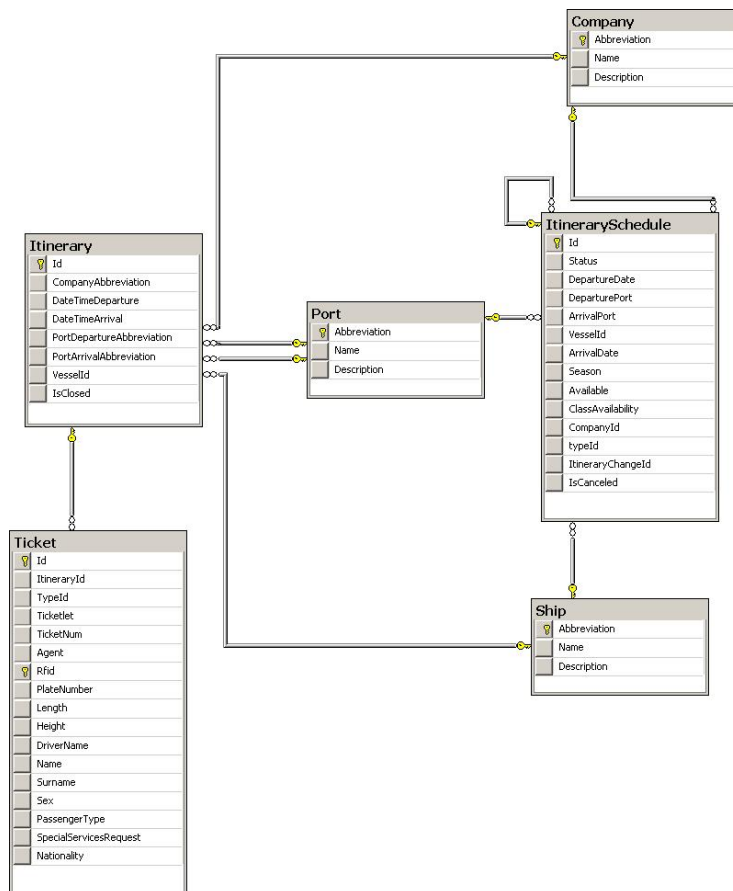 Company
Abbreviation
Name
Description
Itinerary
Id
CompanyAbbreviation
DateTimeDeparture
DateTimeArrival
PortDepartureAbbreviation
PortArrivalAbbreviation
VesselId
IsClosed
Port
Abbreviation
Name
Description
ItinerarySchedule
Id
Status
DepartureDate
DeparturePort
ArrivalPort
VesselId
ArrivalDate
Season
Available
ClassAvailability
CompanyId
typeId
ItineraryChangeId
IsCanceled
Ticket
Id
ItineraryId
TypeId
Ticketlet
TicketNum
Agent
Rfid
PlateNumber
Length
Height
DriverName
Name
Surname
Sex
PassengerType
SpecialServicesRequest
Nationality
Ship
Abbreviation
Name
Description